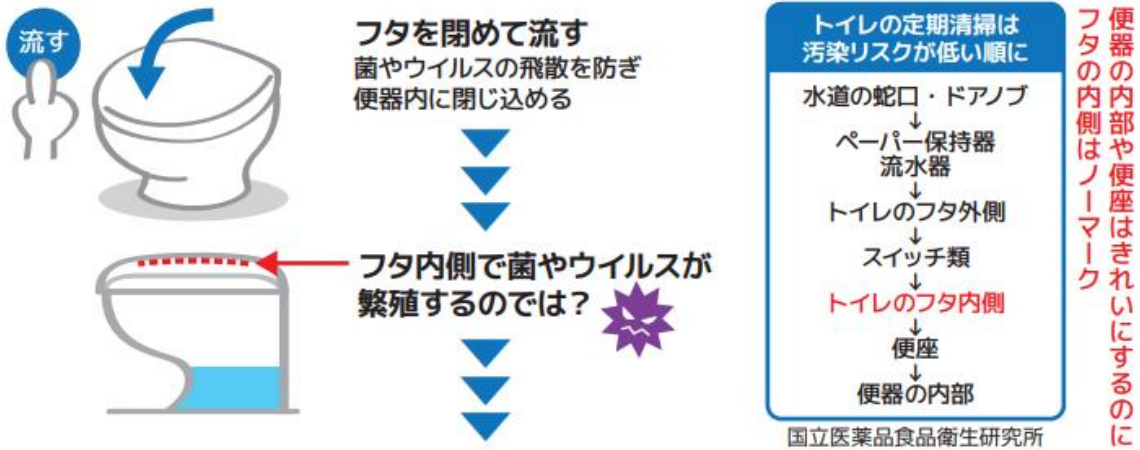 流す
フタを閉めて流す
菌やウイルスの飛散を防ぎ
便器内に閉じ込める
フタ内側で菌やウイルスが
繁殖するのでは？
トイレの定期清掃は
汚染リスクが低い順に
水道の蛇口・ドアノブ
↓
ペーパー保持器
流水器
↓
トイレのフタ外側
↓
スイッチ類
↓
トイレのフタ内側
↓
便座
↓
便器の内部
国立医薬品食品衛生研究所
便器の内部や便座はきれいにするのに
フタの内側はノーマーク